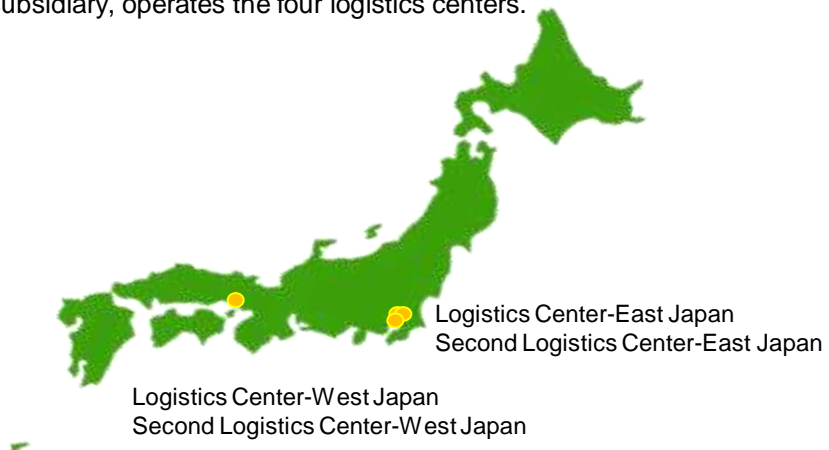 ubsidiary, operates the four logistics centers.
Logistics Center-East Japan
Second Logistics Center-East Japan
Logistics Center-West Japan
Second Logistics Center-West Japan